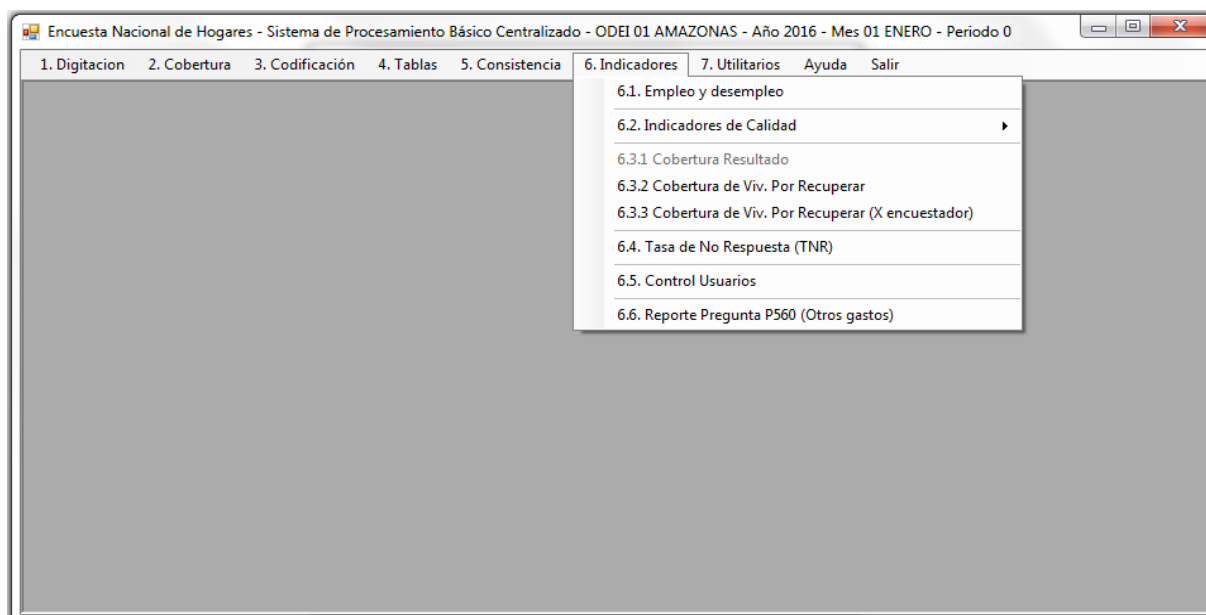 Encuesta Nacional de Hogares - Sistema de Procesamiento Básico Centralizado - ODEI 01 AMAZONAS - Año 2016 - Mes 01 ENERO - Periodo 0
1. Digitacion 2. Cobertura 3. Codificación 4. Tablas 5. Consistencia 6. Indicadores 7. Utilitarios Ayuda Salir
6.1. Empleo y desempleo
6.2. Indicadores de Calidad
6.3.1 Cobertura Resultado
6.3.2 Cobertura de Viv. Por Recuperar
6.3.3 Cobertura de Viv. Por Recuperar (X encuestador)
6.4. Tasa de No Respuesta (TNR)
6.5. Control Usuarios
6.6. Reporte Pregunta P560 (Otros gastos)